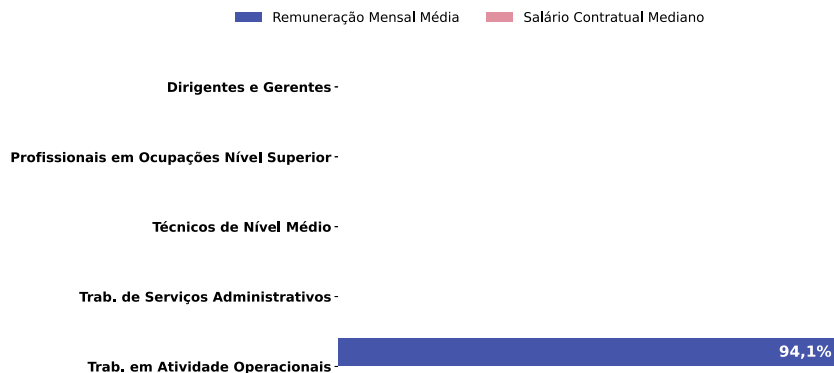 Remuneração Mensal Média
Salário Contratual Mediano
Dirigentes e Gerentes
Profissionais em Ocupações Nível Superior
Técnicos de Nível Médio
Trab. de Serviços Administrativos
94,1%
Trab. em Atividade Operacionais